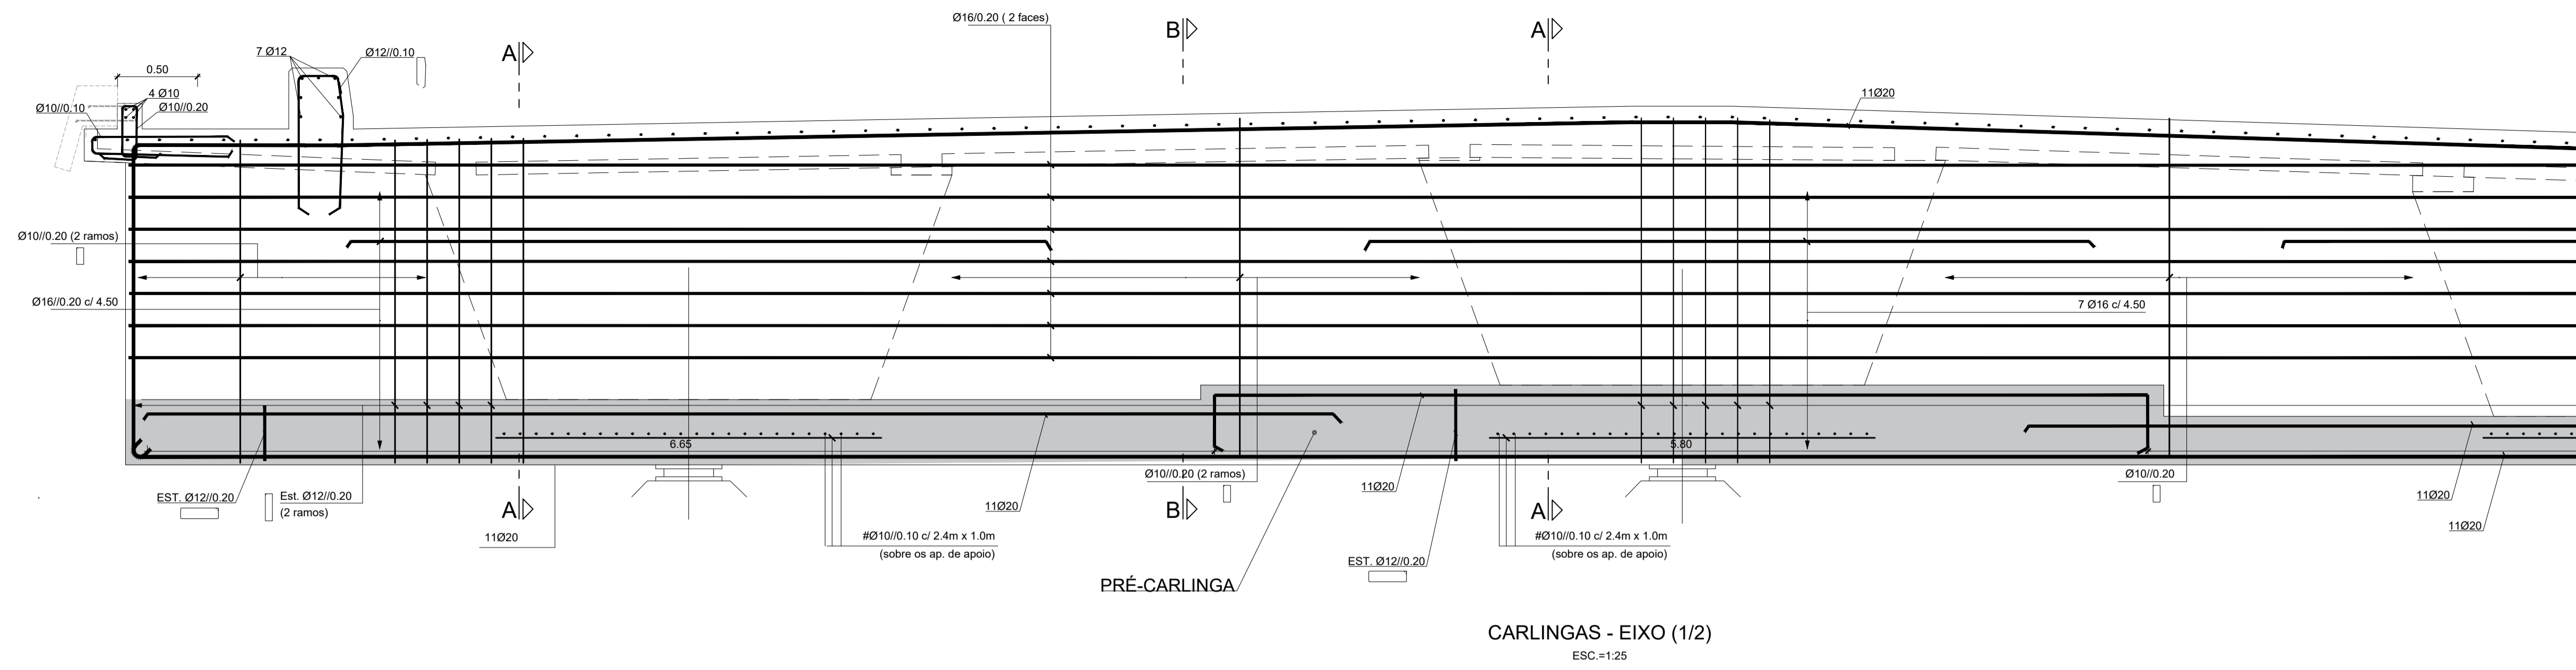 Ø16/0.20 ( 2 faces)
B
A
A
7 Ø12
Ø12//0.10
0.50
4 Ø10
Ø10//0.10
Ø10//0.20
11Ø20
Ø10//0.20 (2 ramos)
Ø16//0.20 c/ 4.50
7 Ø16 c/ 4.50
6.65
5.80
Ø10//0.20 (2 ramos)
Ø10//0.20
EST. Ø12//0.20
Est. Ø12//0.20
(2 ramos)
11Ø20
11Ø20
11Ø20
11Ø20
A
B
A
11Ø20
#Ø10//0.10 c/ 2.4m x 1.0m
(sobre os ap. de apoio)
#Ø10//0.10 c/ 2.4m x 1.0m
(sobre os ap. de apoio)
EST. Ø12//0.20
PRÉ-CARLINGA
CARLINGAS - EIXO (1/2)
ESC.=1:25